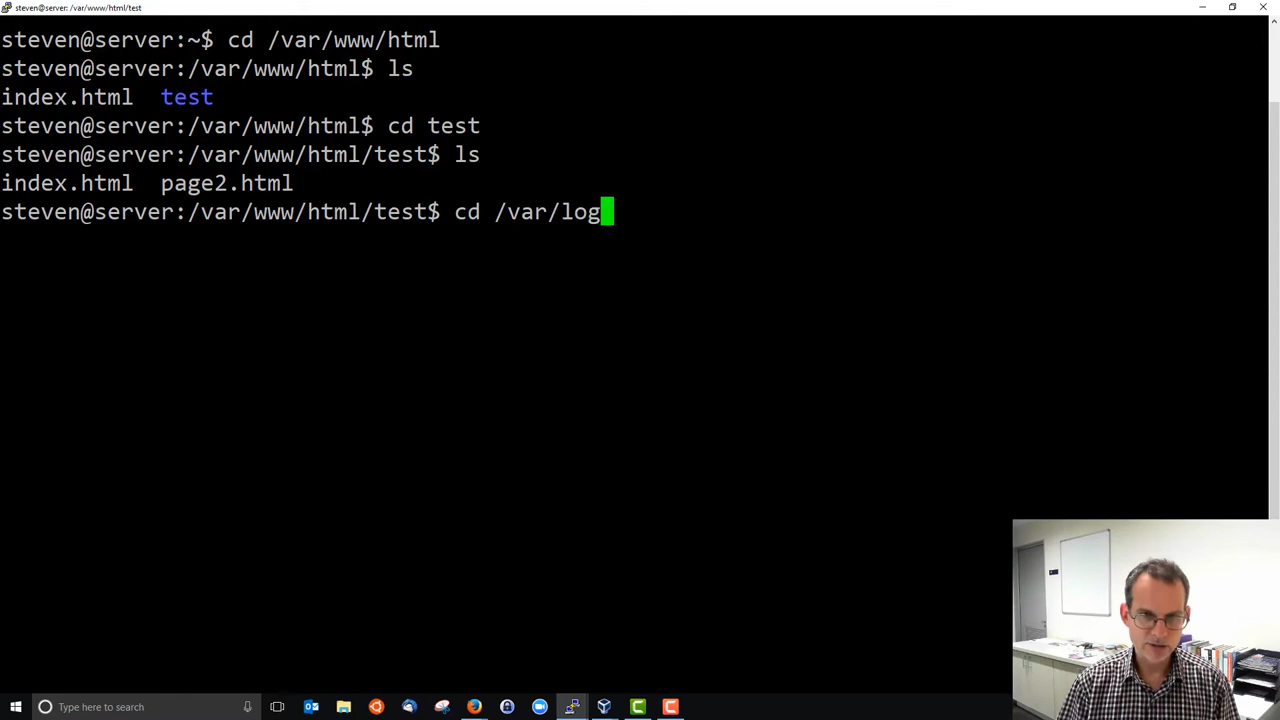 steven@server: /var/www/html/test
steven@server:~$ cd /var/www/html
steven@server:/var/www/html$ ls
index.html  test
steven@server:/var/www/html$ cd test
steven@server:/var/www/html/test$ ls
index.html  page2.html
steven@server:/var/www/html/test$ cd /var/log
Type here to search